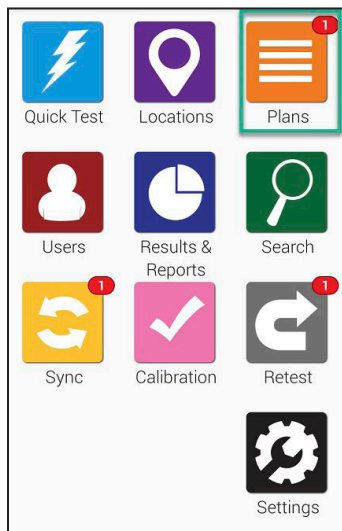 1
Quick Test
Locations
Plans
Users
Results &
Reports
Search
1
1
Sync
Calibration
Retest
Settings